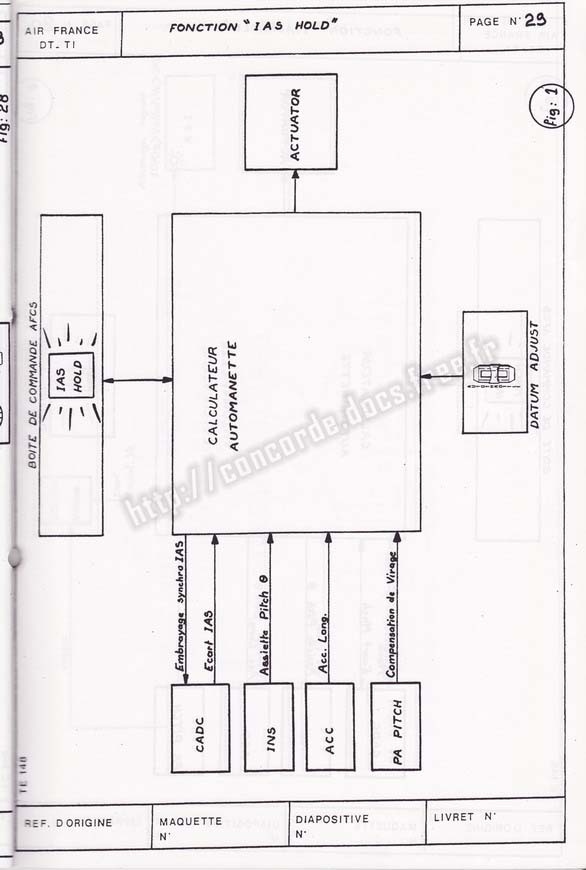 AIR FRANCE
DT.TI
FONCTION "IAS HOLD"
PAGE N° 29
Fig: 28
Fig: 1
ACTUATOR
BOITE DE COMMANDE AFCS
IAS
HOLD
CALCULATEUR
AUTOMANETTE
DATUM ADJUST
http://concorde.docs.free.fr
Embrayage synchro IAS
Ecart IAS
Assiette Pitch θ
Acc. Long.
Compensation de Virage
CADC
INS
ACC
PA PITCH
TE 148
REF. D'ORIGINE
MAQUETTE
N°
DIAPOSITIVE
N°
LIVRET N°